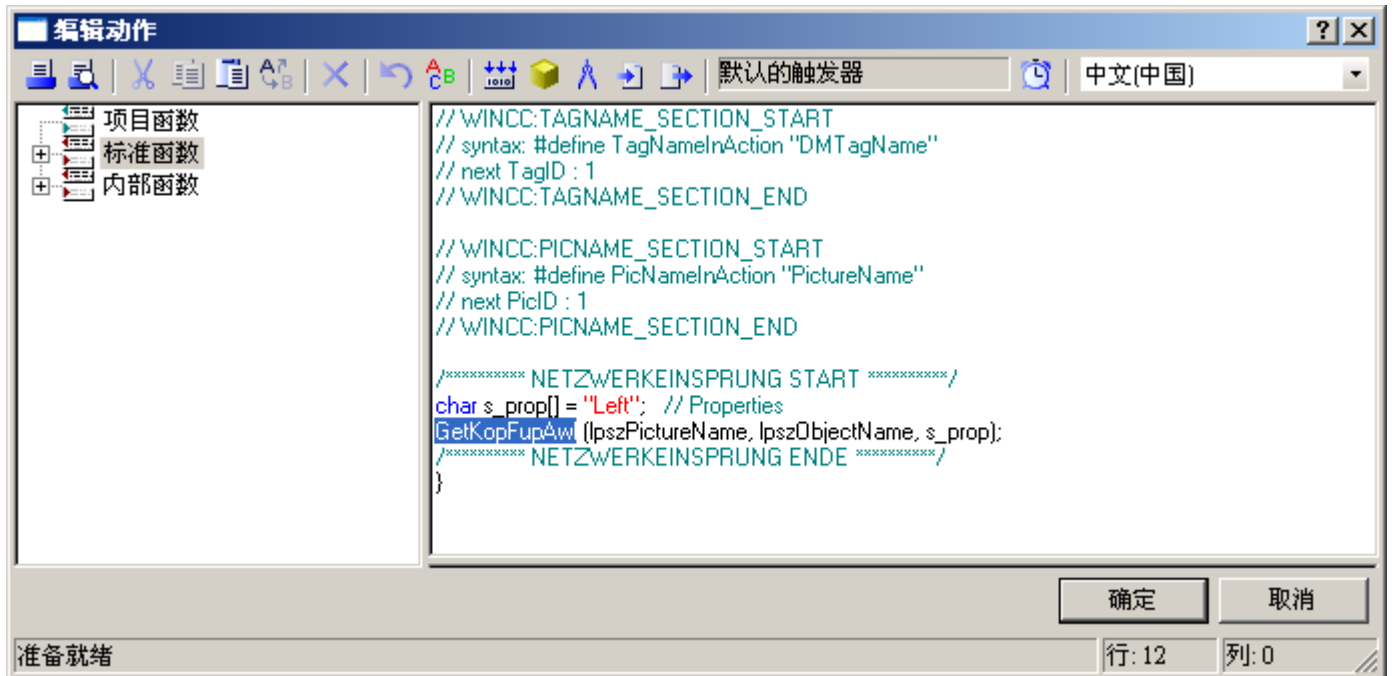 编辑动作
默认的触发器
中文(中国)
项目函数
标准函数
内部函数
// WINCC:TAGNAME_SECTION_START
// syntax: #define TagNameInAction "DMTagName"
// next TagID : 1
// WINCC:TAGNAME_SECTION_END
// WINCC:PICNAME_SECTION_START
// syntax: #define PicNameInAction "PictureName"
// next PicID : 1
// WINCC:PICNAME_SECTION_END
/********** NETZWERKEINSPRUNG START **********/
char s_prop[] = "Left";   // Properties
GetKopFupAwl (lpszPictureName, lpszObjectName, s_prop);
/********** NETZWERKEINSPRUNG ENDE **********/
}
确定
取消
准备就绪
行: 12
列: 0